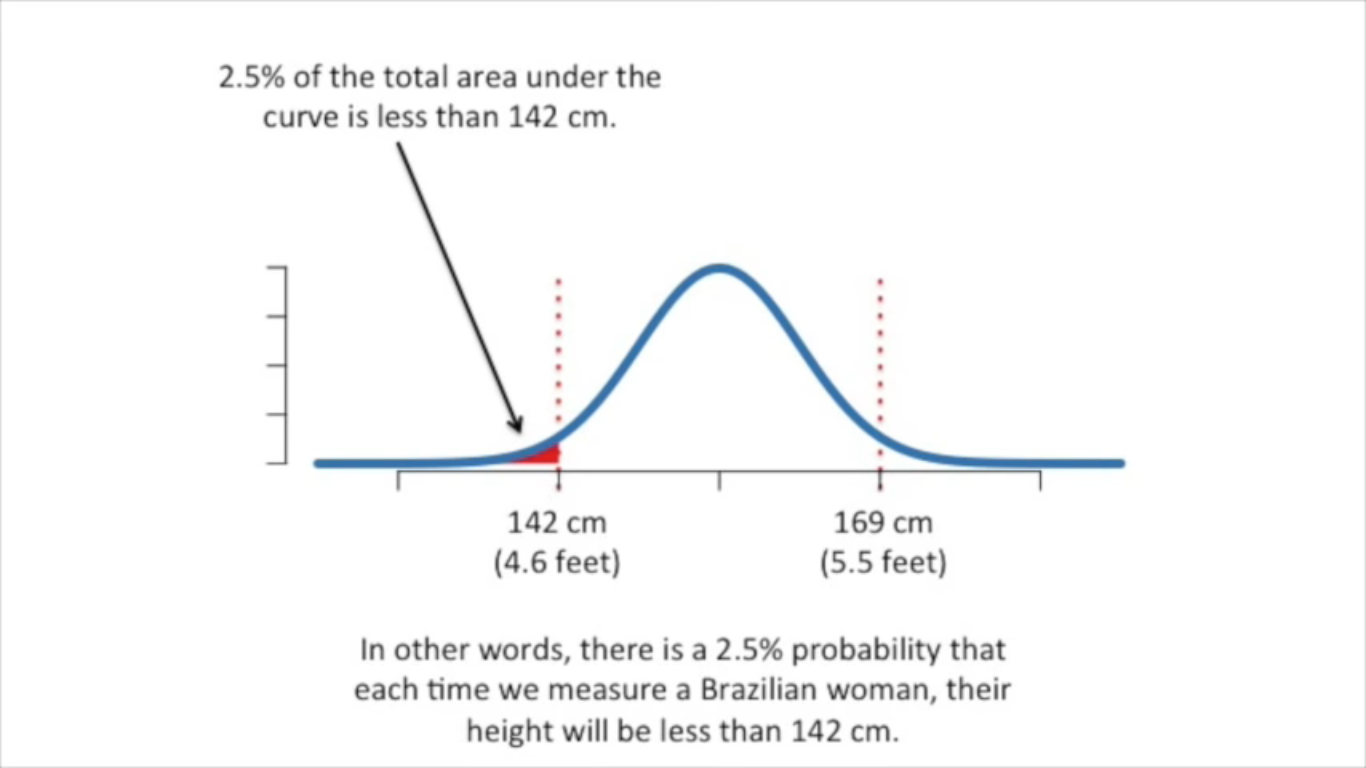 2.5% of the total area under the
curve is less than 142 cm.
142 cm
(4.6 feet)
169 cm
(5.5 feet)
In other words, there is a 2.5% probability that
each time we measure a Brazilian woman, their
height will be less than 142 cm.